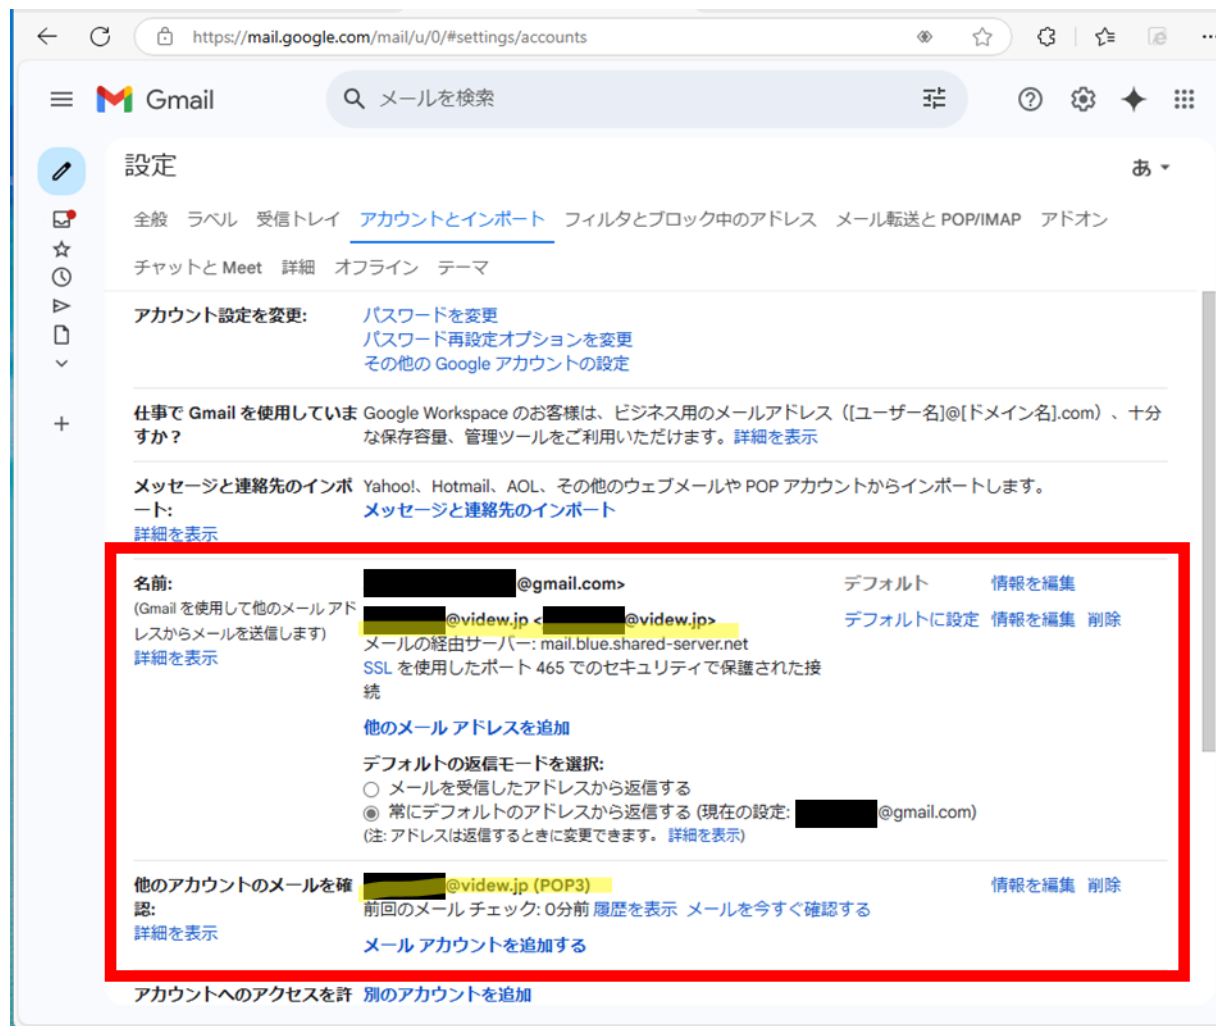 https://mail.google.com/mail/u/0/#settings/accounts
Gmail
メールを検索
設定
あ
全般 ラベル 受信トレイ アカウントとインポート フィルタとブロック中のアドレス メール転送と POP/IMAP アドオン
チャットと Meet 詳細 オフライン テーマ
アカウント設定を変更: パスワードを変更
パスワード再設定オプションを変更
その他の Google アカウントの設定
仕事で Gmail を使用していま Google Workspace のお客様は、ビジネス用のメールアドレス（[ユーザー名]@[ドメイン名].com）、十分
すか？ な保存容量、管理ツールをご利用いただけます。詳細を表示
メッセージと連絡先のインポ Yahoo!、Hotmail、AOL、その他のウェブメールや POP アカウントからインポートします。
ート: メッセージと連絡先のインポート
詳細を表示
名前: @gmail.com> デフォルト 情報を編集
(Gmail を使用して他のメール アド @videw.jp < @videw.jp> デフォルトに設定 情報を編集 削除
レスからメールを送信します) メールの経由サーバー: mail.blue.shared-server.net
詳細を表示 SSL を使用したポート 465 でのセキュリティで保護された接
続
他のメール アドレスを追加
デフォルトの返信モードを選択:
メールを受信したアドレスから返信する
常にデフォルトのアドレスから返信する (現在の設定: @gmail.com)
(注: アドレスは返信するときに変更できます。 詳細を表示)
他のアカウントのメールを確 @videw.jp (POP3) 情報を編集 削除
認: 前回のメール チェック: 0分前 履歴を表示 メールを今すぐ確認する
詳細を表示
メール アカウントを追加する
アカウントへのアクセスを許 別のアカウントを追加